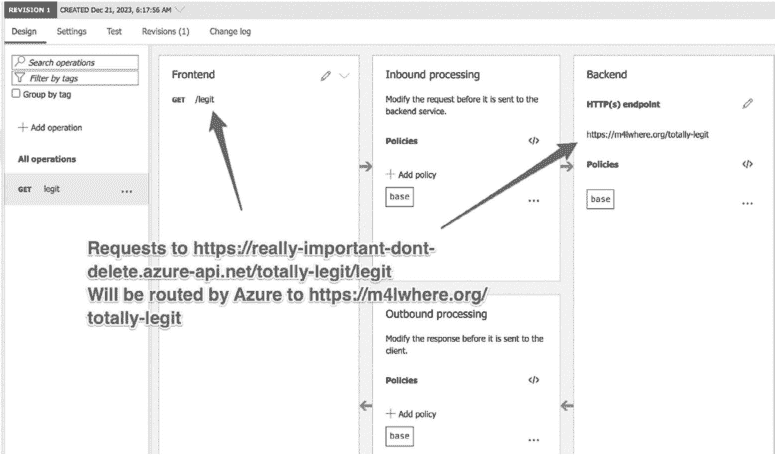 REVISION 1 CREATED Dec 21, 2023, 6:17:56 AM
Design Settings Test Revisions (1) Change log
Search operations
Filter by tags
Group by tag
+ Add operation
All operations
GET legit ...
Frontend
GET /legit
Inbound processing
Modify the request before it is sent to the
backend service.
Policies </>
+ Add policy
base
...
Backend
HTTP(s) endpoint
https://m4lwhere.org/totally-legit
Policies </>
base
...
Requests to https://really-important-dont-
delete.azure-api.net/totally-legit/legit
Will be routed by Azure to https://m4lwhere.org/
totally-legit
Outbound processing
Modify the response before it is sent to the
client.
Policies </>
+ Add policy
base
...